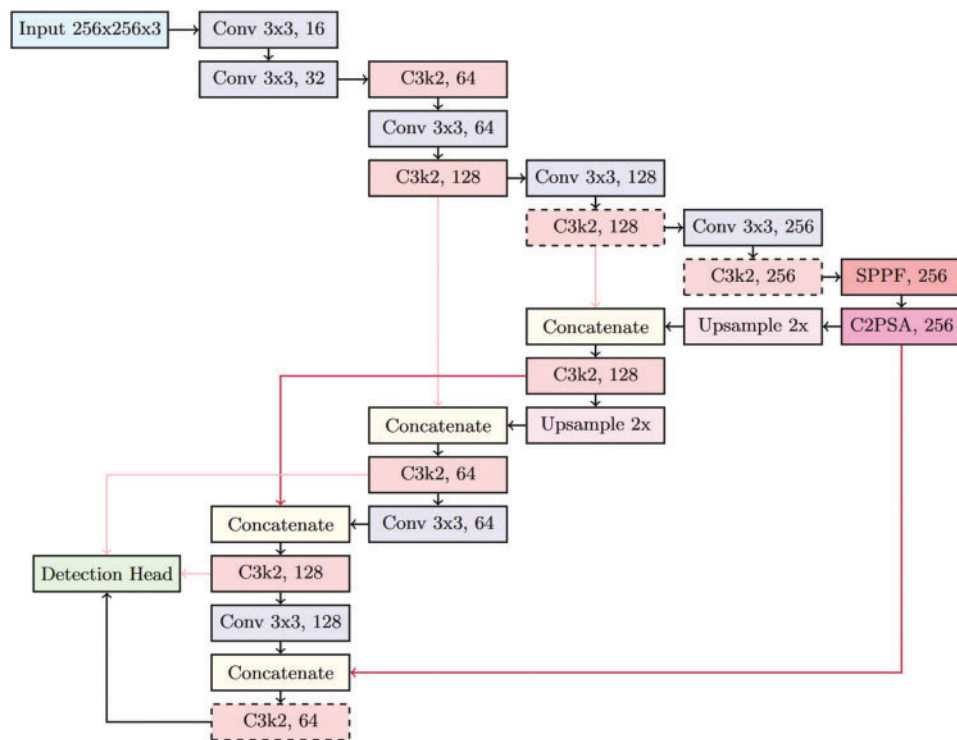 Input 256x256x3
Conv 3x3, 16
Conv 3x3, 32
C3k2, 64
Conv 3x3, 64
C3k2, 128
Conv 3x3, 128
C3k2, 128
Conv 3x3, 256
C3k2, 256
SPPF, 256
Concatenate
Upsample 2x
C2PSA, 256
C3k2, 128
Concatenate
Upsample 2x
C3k2, 64
Concatenate
Conv 3x3, 64
Detection Head
C3k2, 128
Conv 3x3, 128
Concatenate
C3k2, 64